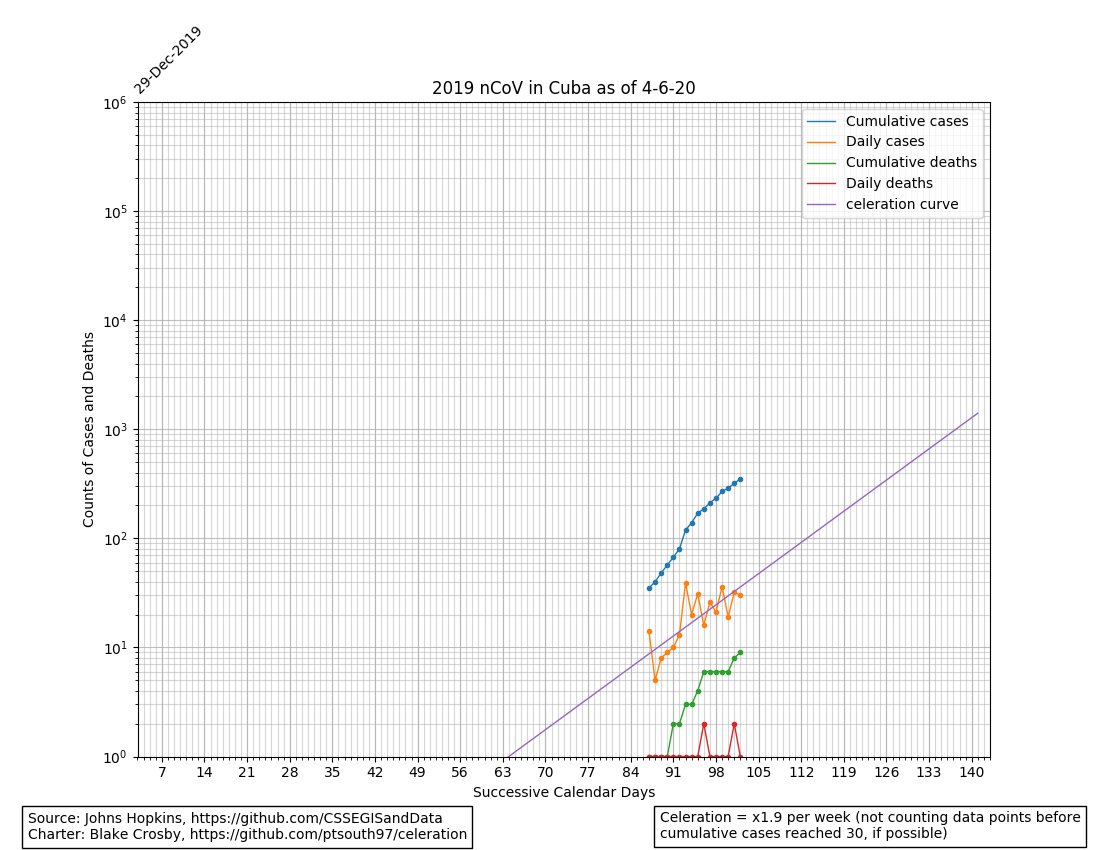 29-Dec-2019
2019 nCoV in Cuba as of 4-6-20
Cumulative cases
Daily cases
Cumulative deaths
Daily deaths
celeration curve
Counts of Cases and Deaths
10^6
10^5
10^4
10^3
10^2
10^1
10^0
7 14 21 28 35 42 49 56 63 70 77 84 91 98 105 112 119 126 133 140
Successive Calendar Days
Source: Johns Hopkins, https://github.com/CSSEGISandData
Charter: Blake Crosby, https://github.com/ptsouth97/celeration
Celeration = x1.9 per week (not counting data points before
cumulative cases reached 30, if possible)